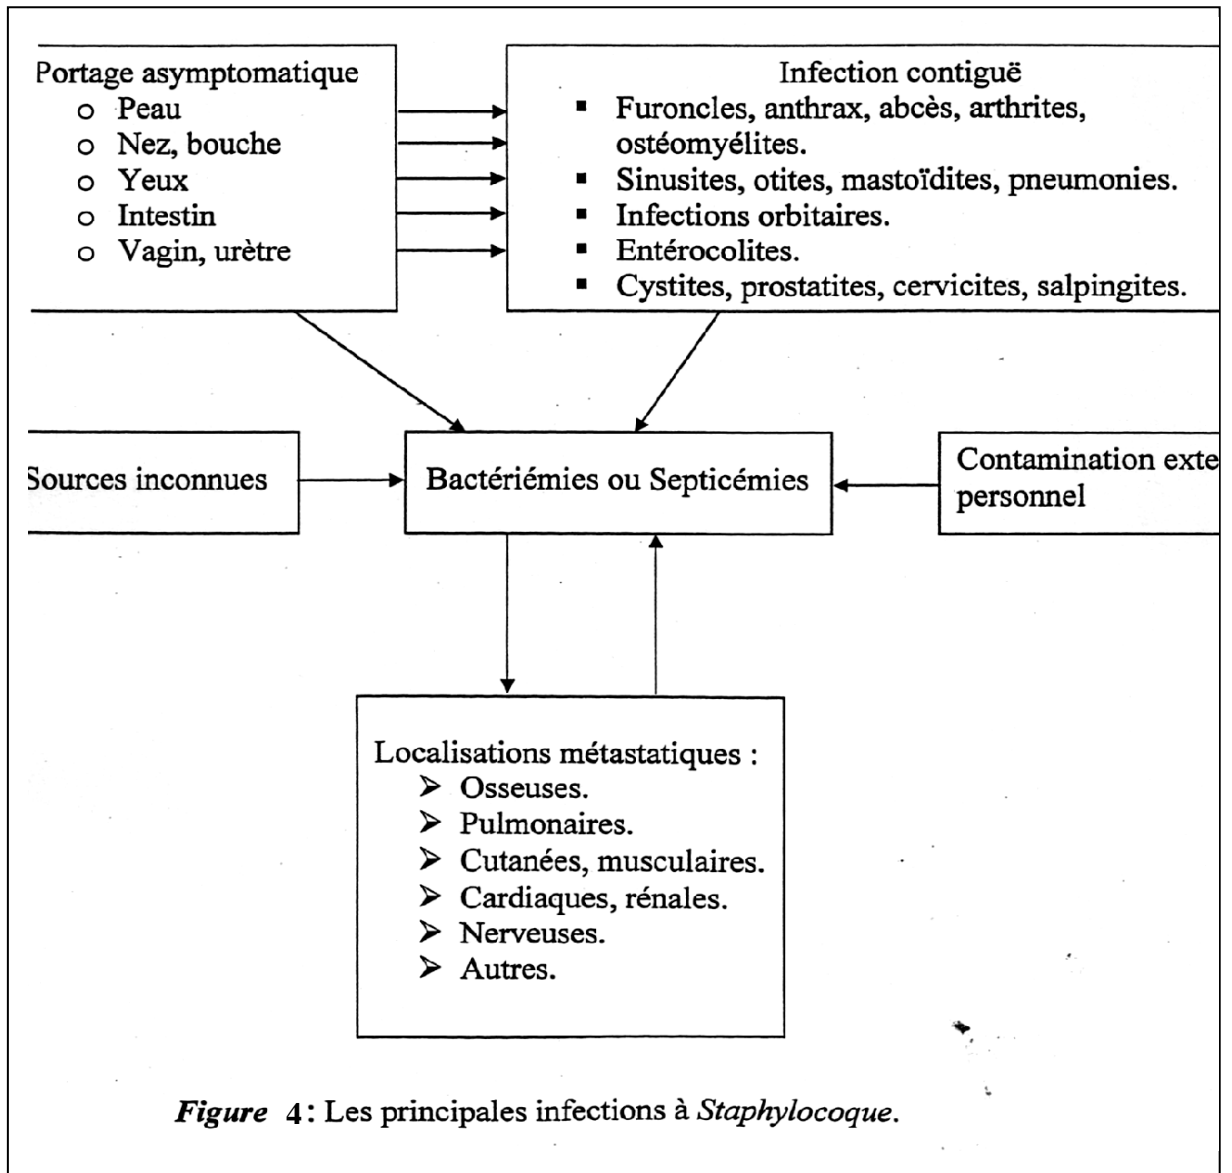 Portage asymptomatique
o Peau
o Nez, bouche
o Yeux
o Intestin
o Vagin, urètre
Infection contiguë
▪ Furoncles, anthrax, abcès, arthrites,
ostéomyélites.
▪ Sinusites, otites, mastoïdites, pneumonies.
▪ Infections orbitaires.
▪ Entérocolites.
▪ Cystites, prostatites, cervicites, salpingites.
Sources inconnues
Bactériémies ou Septicémies
Contamination exte
personnel
Localisations métastatiques :
➢ Osseuses.
➢ Pulmonaires.
➢ Cutanées, musculaires.
➢ Cardiaques, rénales.
➢ Nerveuses.
➢ Autres.
Figure 4: Les principales infections à Staphylocoque.